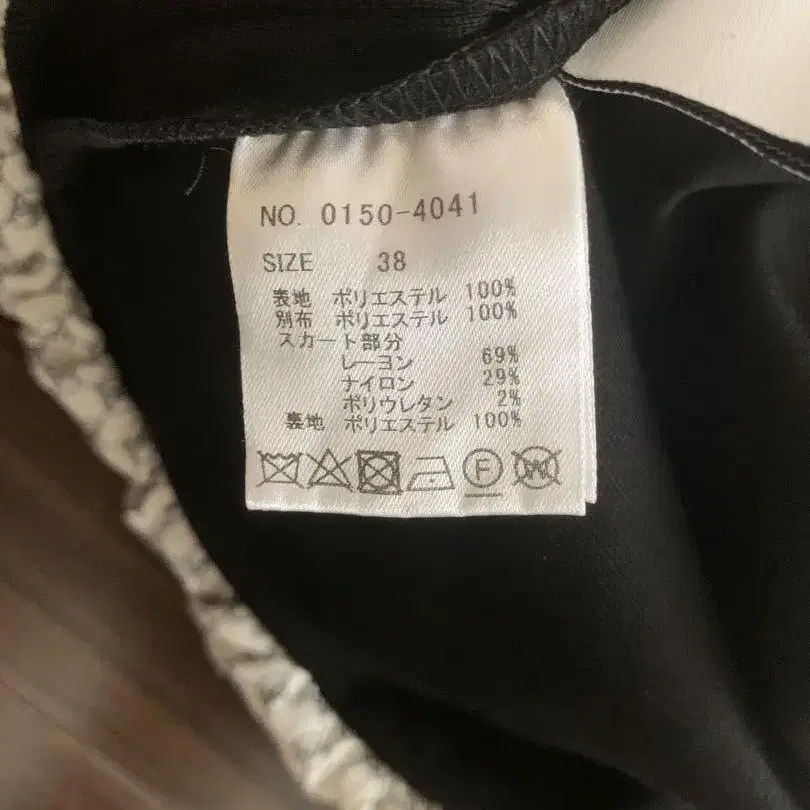 NO. 0150-4041
SIZE 38
表地 ポリエステル 100%
別布 ポリエステル 100%
スカート部分
レーヨン 69%
ナイロン 29%
ポリウレタン 2%
裏地 ポリエステル 100%
F
W